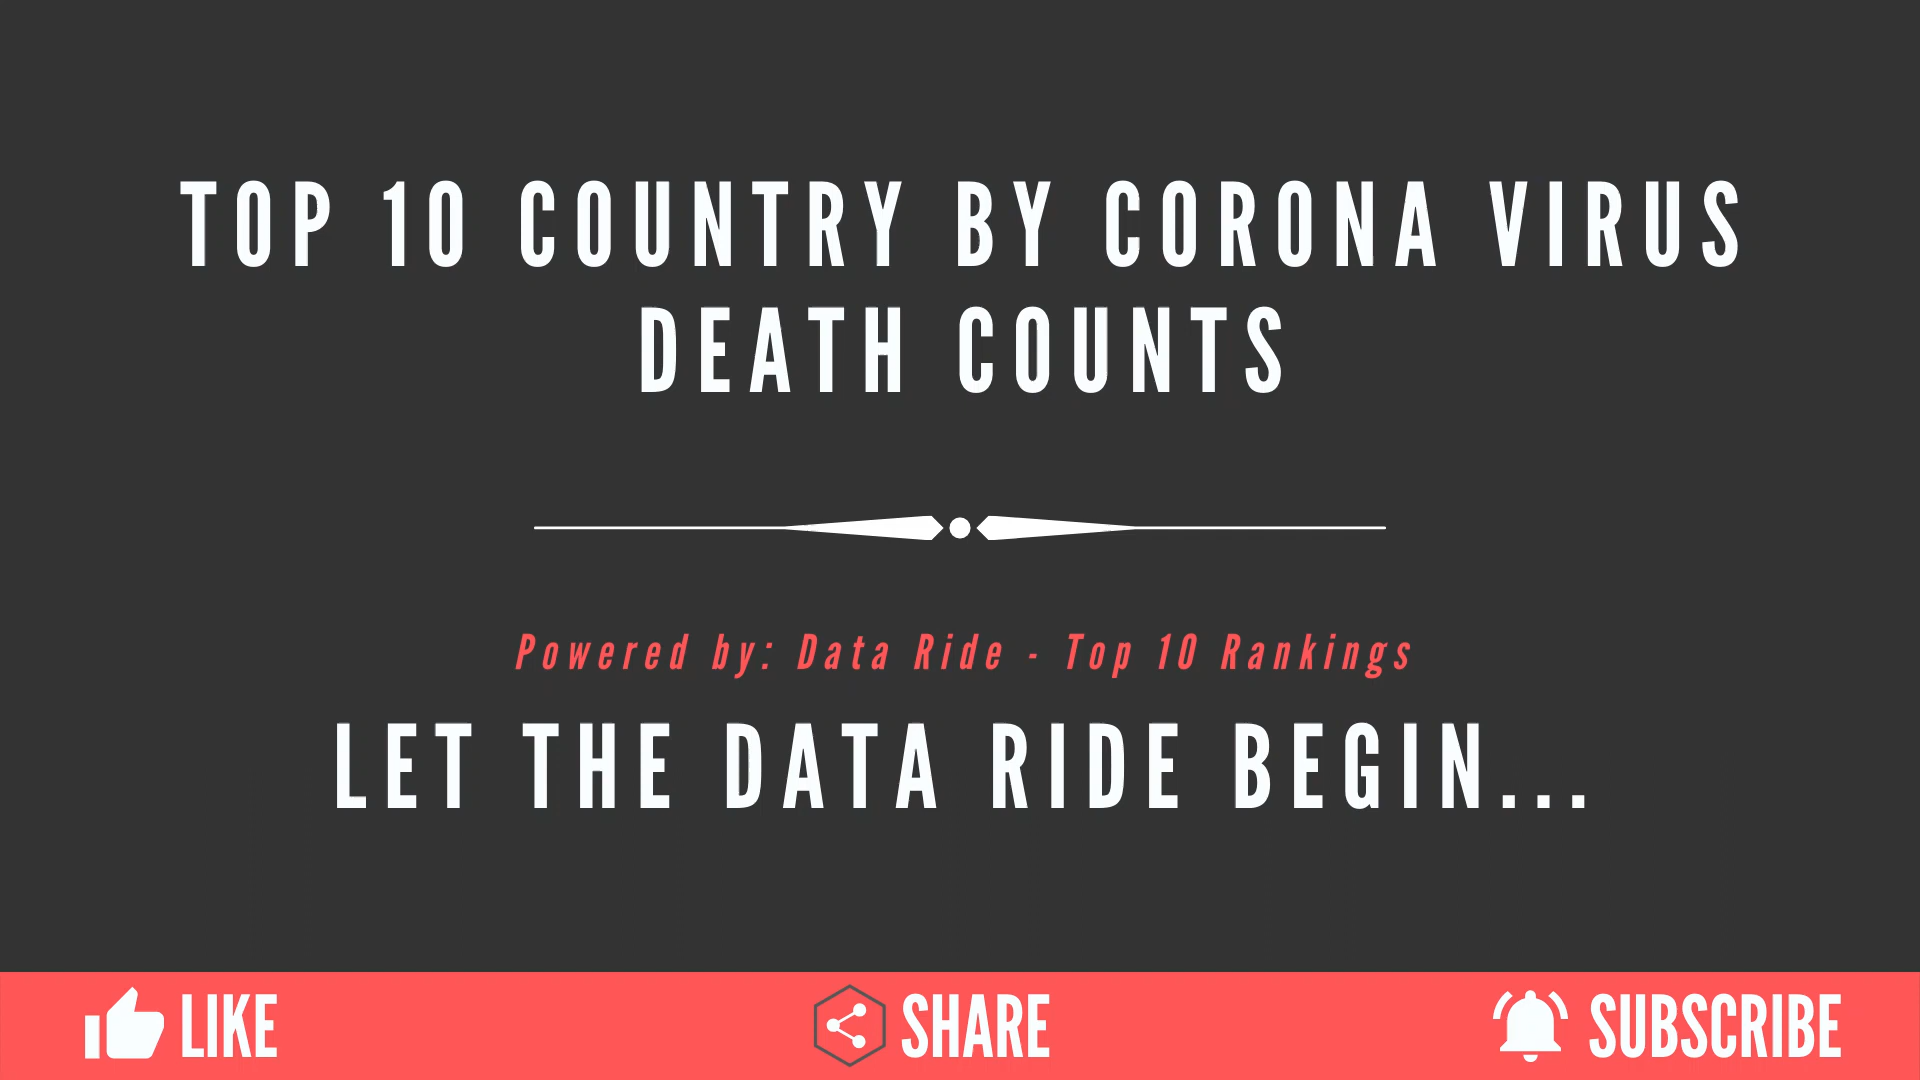 TOP 10 COUNTRY BY CORONA VIRUS
DEATH COUNTS
Powered by: Data Ride - Top 10 Rankings
LET THE DATA RIDE BEGIN...
LIKE SHARE SUBSCRIBE